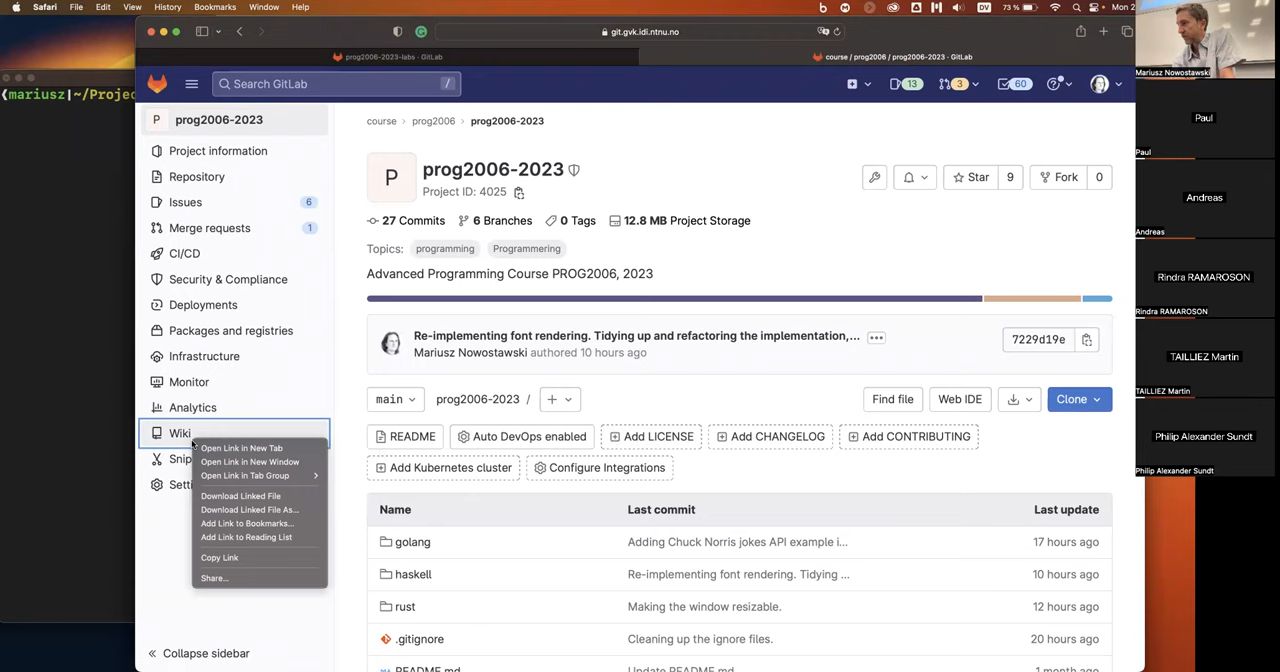 Safari File Edit View History Bookmarks Window Help
DV 73 % Mon 2
git.gvk.idi.ntnu.no
prog2006-2023-labs · GitLab
course / prog2006 / prog2006-2023 · GitLab
(mariusz|~/Projec
Search GitLab /
13 3 60
P prog2006-2023
Project information
Repository
Issues 6
Merge requests 1
CI/CD
Security & Compliance
Deployments
Packages and registries
Infrastructure
Monitor
Analytics
Wiki
Snip
Setti
Collapse sidebar
Open Link in New Tab
Open Link in New Window
Open Link in Tab Group
Download Linked File
Download Linked File As...
Add Link to Bookmarks...
Add Link to Reading List
Copy Link
Share...
course > prog2006 > prog2006-2023
P
prog2006-2023
Project ID: 4025
Star 9
Fork 0
27 Commits 6 Branches 0 Tags 12.8 MB Project Storage
Topics: programming Programmering
Advanced Programming Course PROG2006, 2023
Re-implementing font rendering. Tidying up and refactoring the implementation,...
Mariusz Nowostawski authored 10 hours ago
7229d19e
main prog2006-2023 / +
Find file Web IDE Clone
README Auto DevOps enabled Add LICENSE Add CHANGELOG Add CONTRIBUTING
Add Kubernetes cluster Configure Integrations
Name Last commit Last update
golang Adding Chuck Norris jokes API example i... 17 hours ago
haskell Re-implementing font rendering. Tidying ... 10 hours ago
rust Making the window resizable. 12 hours ago
.gitignore Cleaning up the ignore files. 20 hours ago
README.md Update README.md 1 month ago
Mariusz Nowostawski
Paul
Paul
Andreas
Andreas
Rindra RAMAROSON
Rindra RAMAROSON
TAILLIEZ Martin
TAILLIEZ Martin
Philip Alexander Sundt
Philip Alexander Sundt